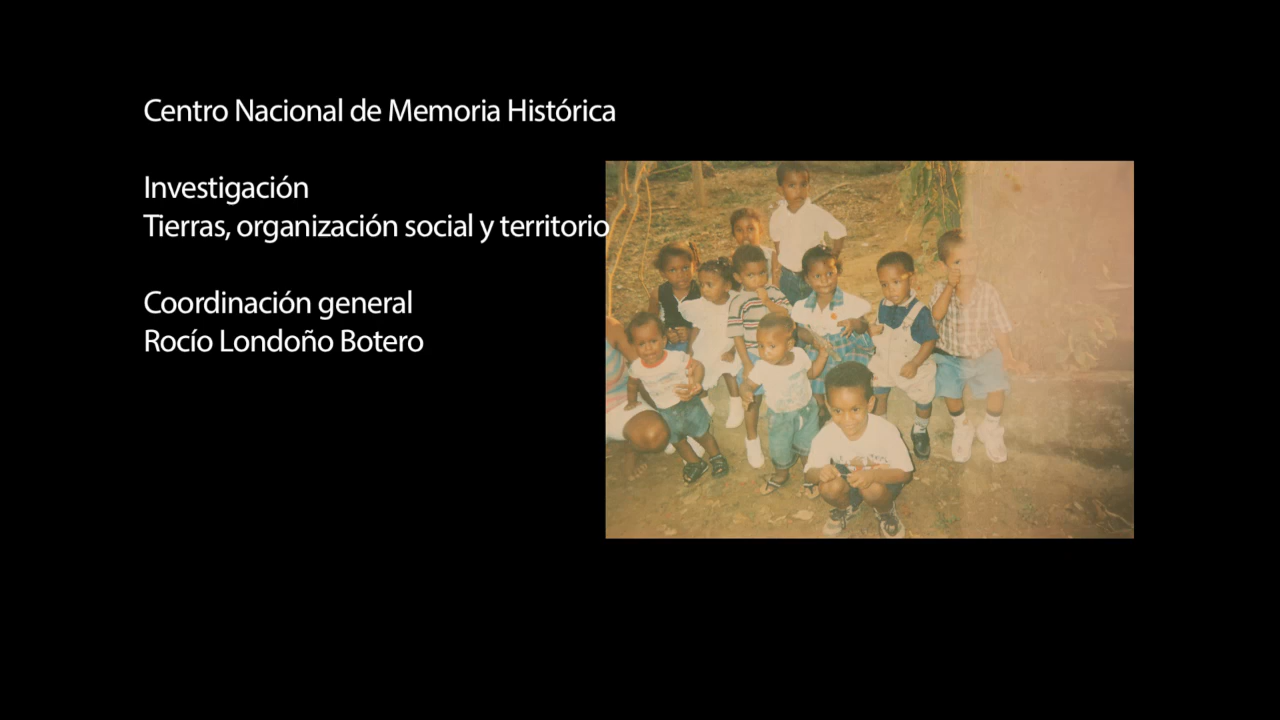 Centro Nacional de Memoria Histórica
Investigación
Tierras, organización social y territorio
Coordinación general
Rocío Londoño Botero